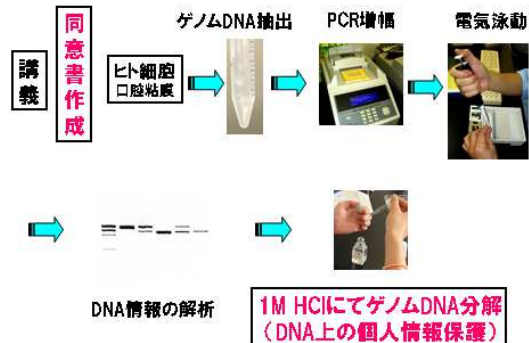 講義
同意書作成
ヒト細胞
口腔粘膜
ゲノムDNA抽出
PCR増幅
電気泳動
DNA情報の解析
1M HClにてゲノムDNA分解
（DNA上の個人情報保護）